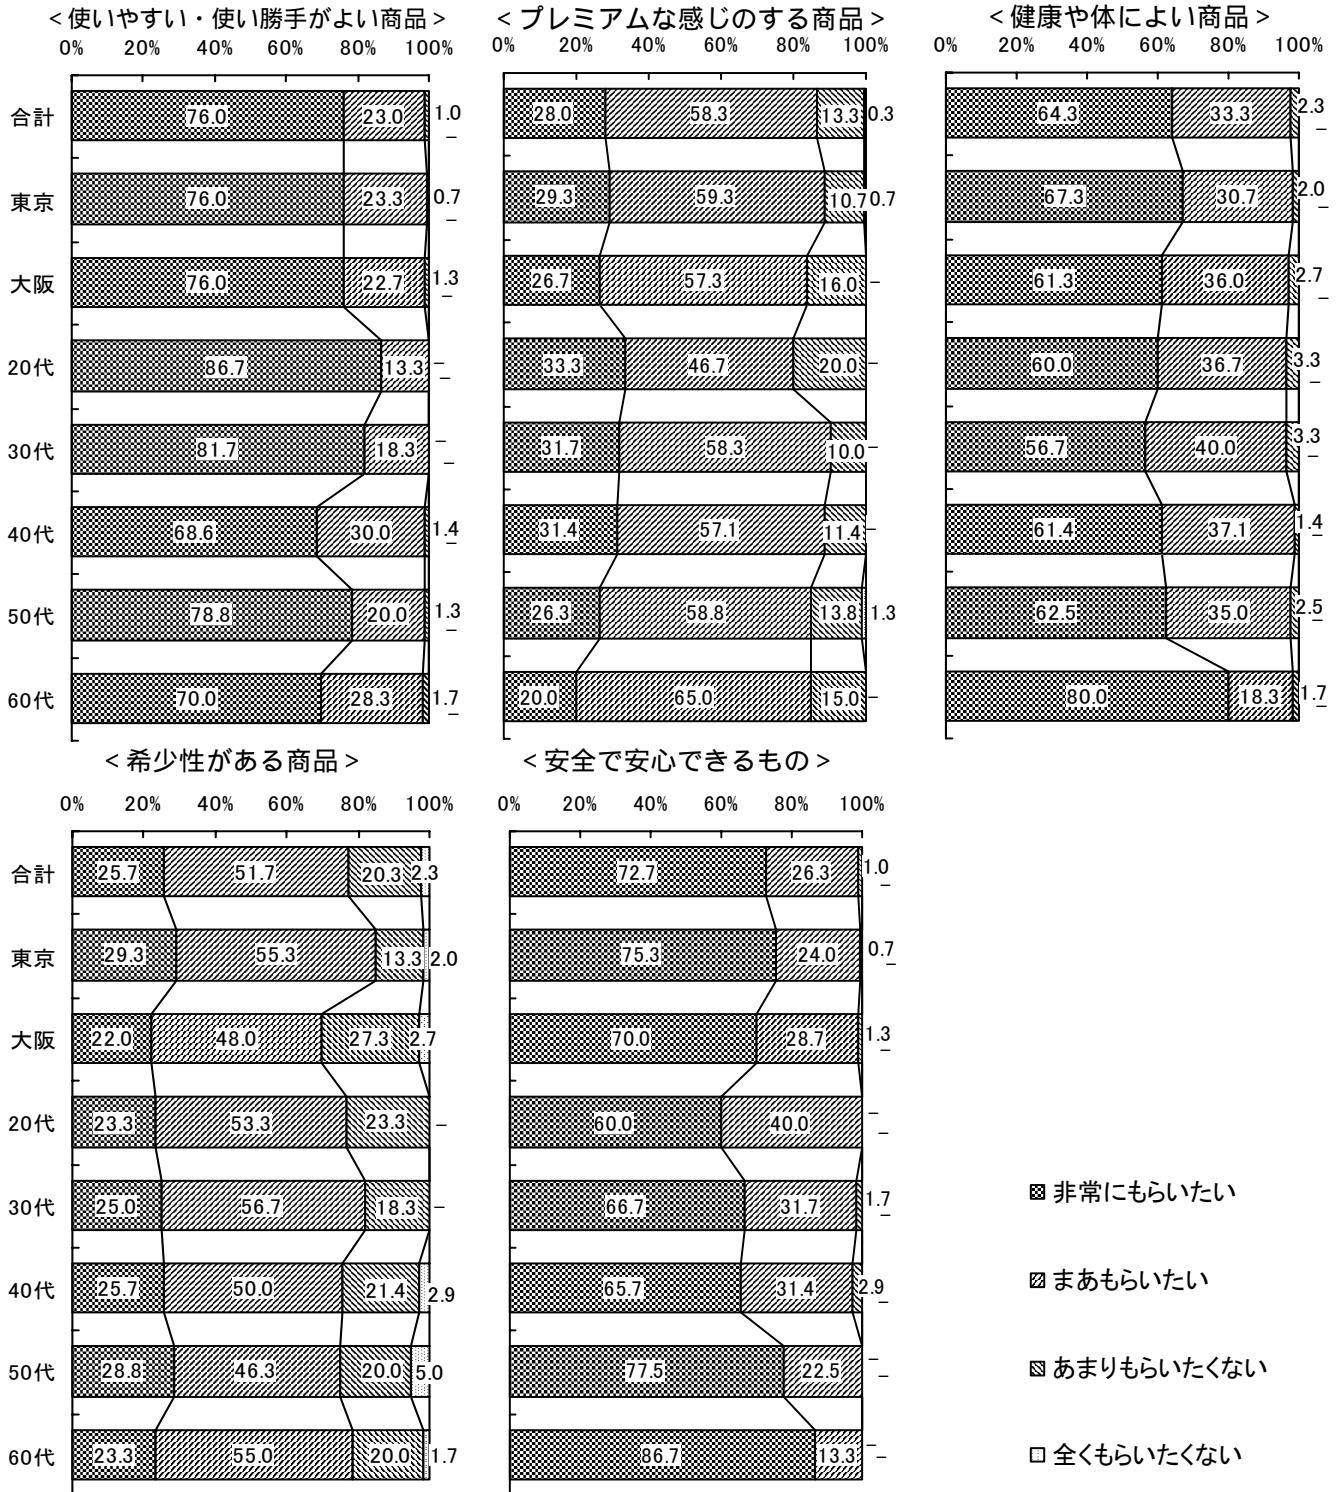 ＜使いやすい・使い勝手がよい商品＞
0% 20% 40% 60% 80% 100%
合計 76.0 23.0 1.0 –
東京 76.0 23.3 0.7 –
大阪 76.0 22.7 1.3 –
20代 86.7 13.3 – –
30代 81.7 18.3 – –
40代 68.6 30.0 1.4 –
50代 78.8 20.0 1.3 –
60代 70.0 28.3 1.7 –
＜プレミアムな感じのする商品＞
0% 20% 40% 60% 80% 100%
28.0 58.3 13.3 0.3
29.3 59.3 10.7 0.7
26.7 57.3 16.0 –
33.3 46.7 20.0 –
31.7 58.3 10.0 –
31.4 57.1 11.4 –
26.3 58.8 13.8 1.3
20.0 65.0 15.0 –
＜健康や体によい商品＞
0% 20% 40% 60% 80% 100%
64.3 33.3 2.3 –
67.3 30.7 2.0 –
61.3 36.0 2.7 –
60.0 36.7 3.3 –
56.7 40.0 3.3 –
61.4 37.1 1.4 –
62.5 35.0 2.5 –
80.0 18.3 1.7 –
＜希少性がある商品＞
0% 20% 40% 60% 80% 100%
合計 25.7 51.7 20.3 2.3
東京 29.3 55.3 13.3 2.0
大阪 22.0 48.0 27.3 2.7
20代 23.3 53.3 23.3 –
30代 25.0 56.7 18.3 –
40代 25.7 50.0 21.4 2.9
50代 28.8 46.3 20.0 5.0
60代 23.3 55.0 20.0 1.7
＜安全で安心できるもの＞
0% 20% 40% 60% 80% 100%
72.7 26.3 1.0 –
75.3 24.0 0.7 –
70.0 28.7 1.3 –
60.0 40.0 – –
66.7 31.7 1.7 –
65.7 31.4 2.9 –
77.5 22.5 – –
86.7 13.3 – –
非常にもらいたい
まあもらいたい
あまりもらいたくない
全くもらいたくない